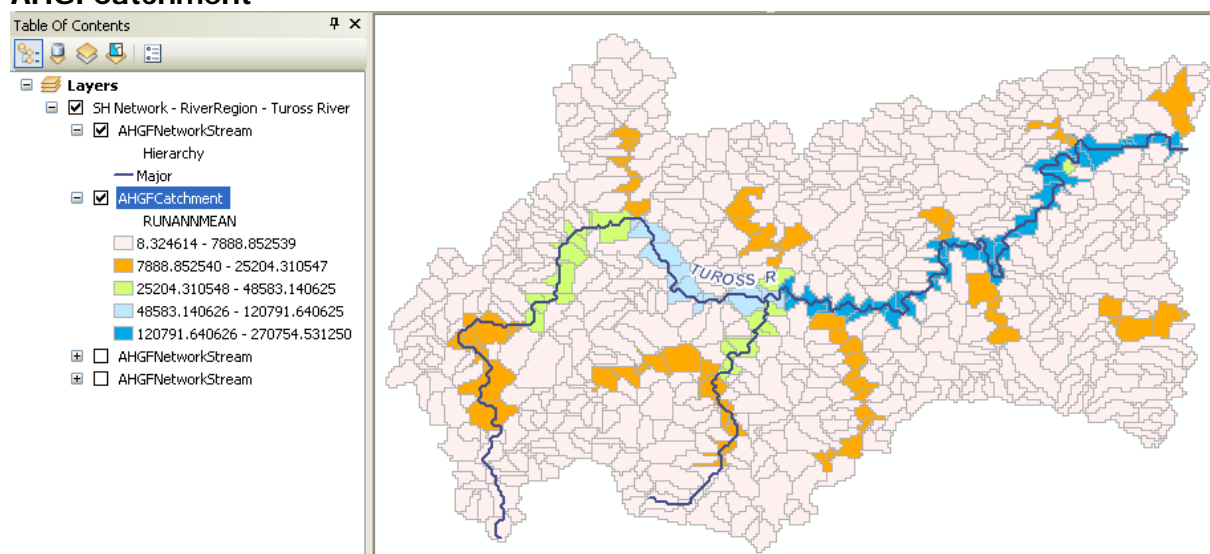 AHGFCatchment
Table Of Contents
Layers
SH Network - RiverRegion - Tuross River
AHGFNetworkStream
Hierarchy
Major
AHGFCatchment
RUNANNMEAN
8.324614 - 7888.852539
7888.852540 - 25204.310547
25204.310548 - 48583.140625
48583.140626 - 120791.640625
120791.640626 - 270754.531250
AHGFNetworkStream
AHGFNetworkStream
TUROSS R